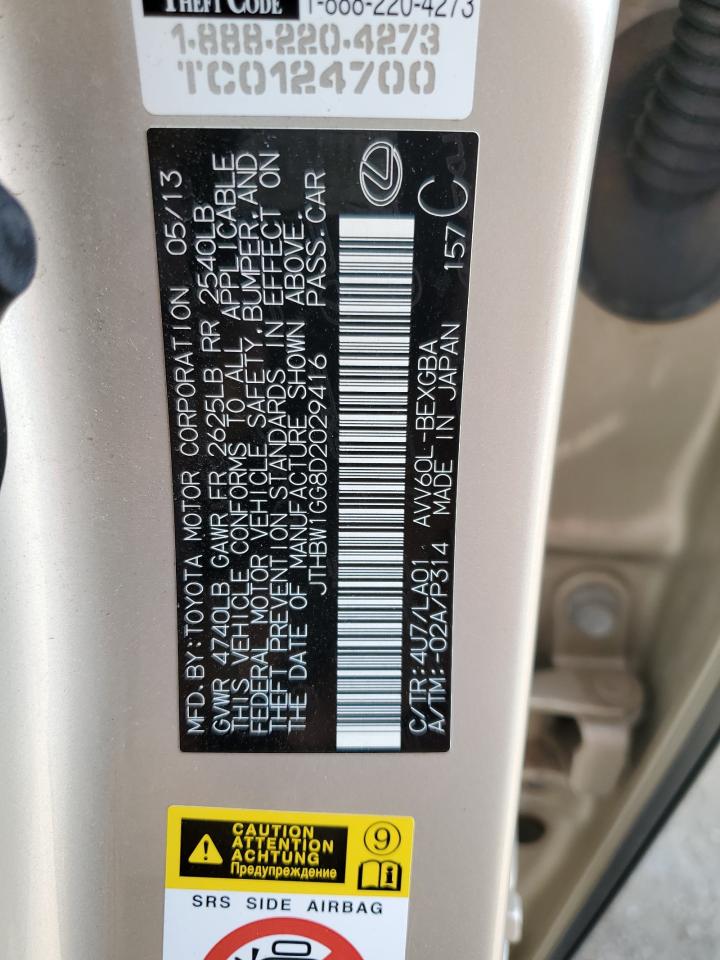 THEFT CODE 1-888-220-4273
1-888-220-4273
TC0124700
MFD.BY:TOYOTA MOTOR CORPORATION 05/13
GVWR 4740LB GAWR FR 2625LB RR 2540LB
THIS VEHICLE CONFORMS TO ALL APPLICABLE
FEDERAL MOTOR VEHICLE SAFETY,BUMPER,AND
THEFT PREVENTION STANDARDS IN EFFECT ON
THE DATE OF MANUFACTURE SHOWN ABOVE.
JTHBW1GG8D2029416 PASS.CAR
157 C
C/TR:4U7/LA01 AVV60L-BEXGBA
A/TM:-02A/P314 MADE IN JAPAN
CAUTION
ATTENTION
ACHTUNG
Предупреждение
9
i
SRS SIDE AIRBAG